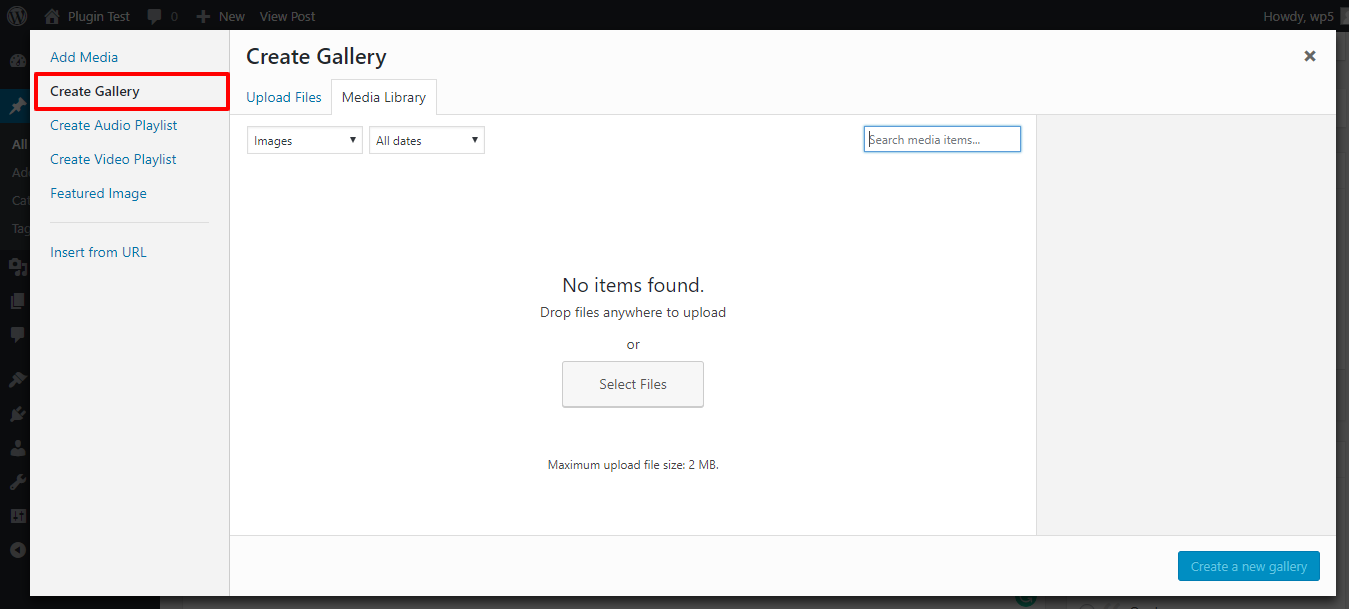 Plugin Test 0 New View Post Howdy, wp5
Add Media
Create Gallery
Create Audio Playlist
Create Video Playlist
Featured Image
Insert from URL
Create Gallery
Upload Files Media Library
Images All dates Search media items...
No items found.
Drop files anywhere to upload
or
Select Files
Maximum upload file size: 2 MB.
Create a new gallery
All